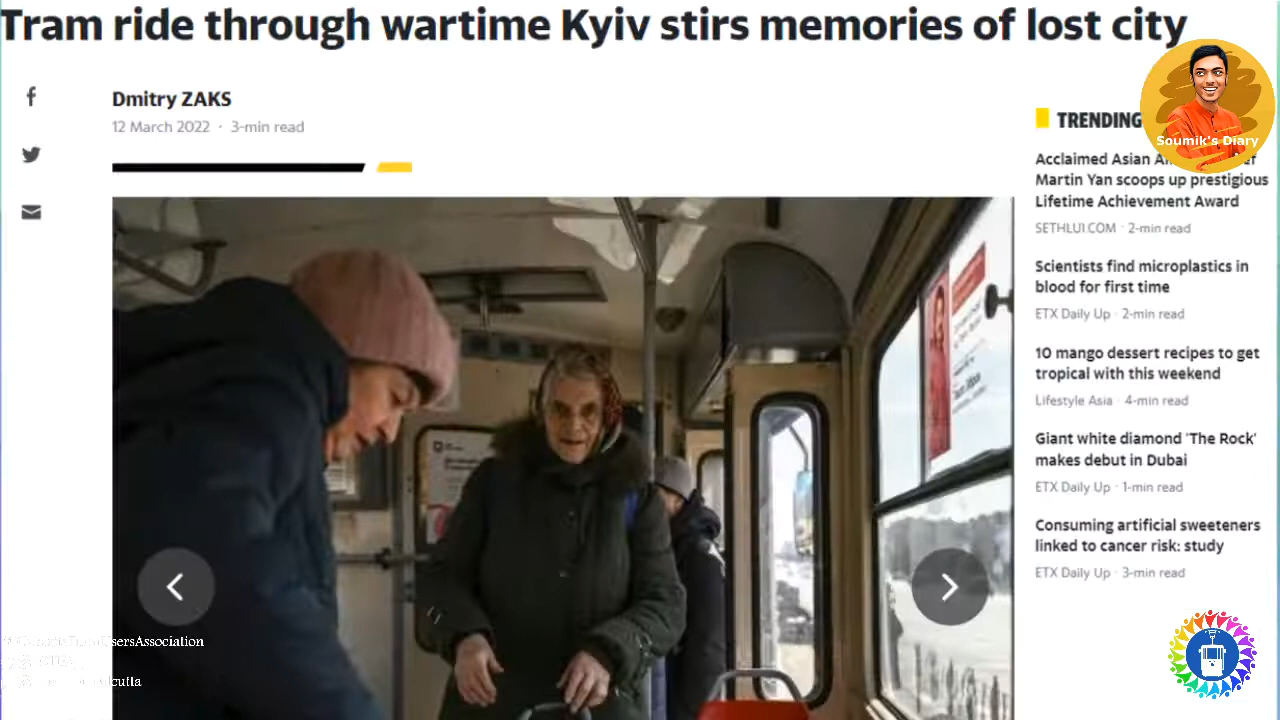 Tram ride through wartime Kyiv stirs memories of lost city
Dmitry ZAKS
12 March 2022 · 3-min read
TRENDING
Soumik's Diary
Acclaimed Asian
Martin Yan scoops up prestigious
Lifetime Achievement Award
SETHLUI.COM · 2-min read
Scientists find microplastics in
blood for first time
ETX Daily Up · 2-min read
10 mango dessert recipes to get
tropical with this weekend
Lifestyle Asia · 4-min read
Giant white diamond 'The Rock'
makes debut in Dubai
ETX Daily Up · 1-min read
Consuming artificial sweeteners
linked to cancer risk: study
ETX Daily Up · 3-min read